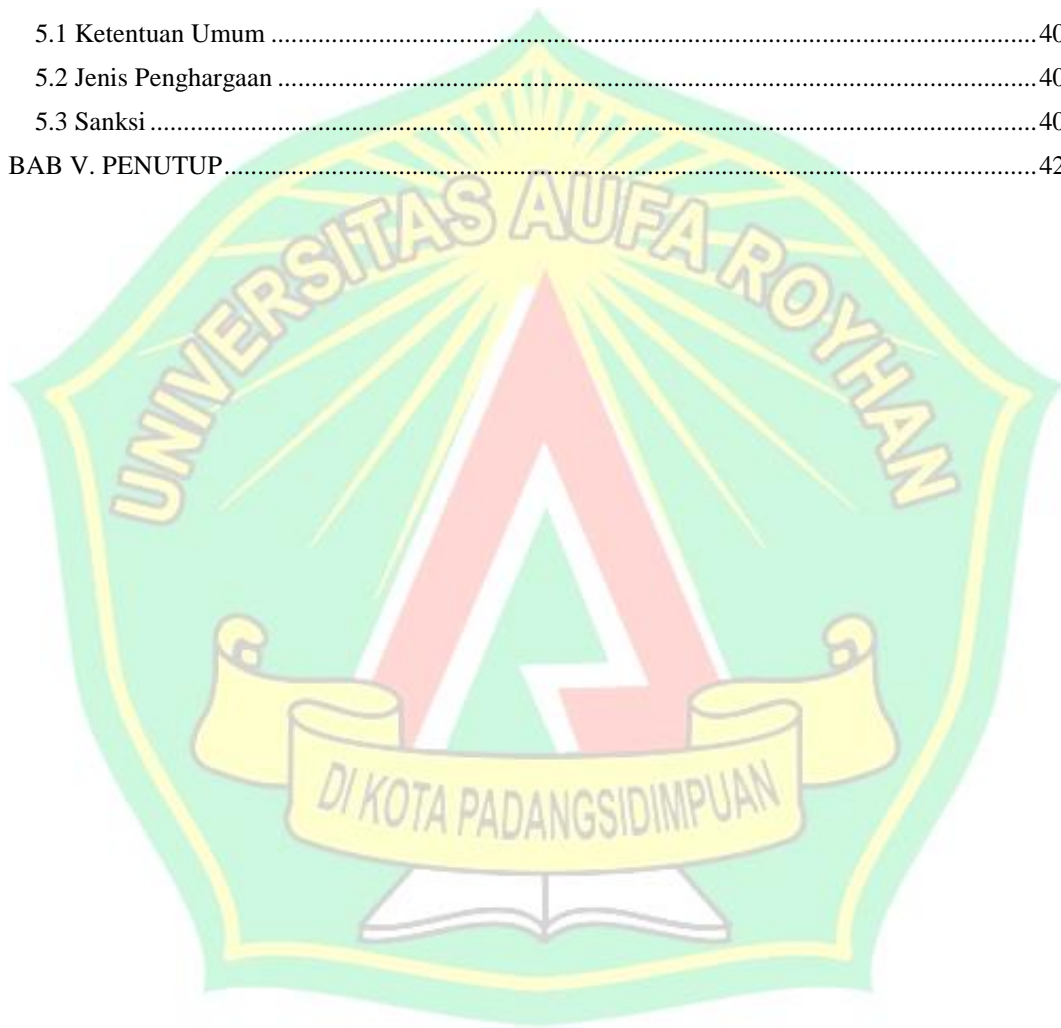 5.1 Ketentuan Umum ........................................................................................................................ 40
5.2 Jenis Penghargaan ....................................................................................................................... 40
5.3 Sanksi ........................................................................................................................................... 40
BAB V. PENUTUP ................................................................................................................................ 42
UNIVERSITAS AUFA ROYHAN
DI KOTA PADANGSIDIMPUAN